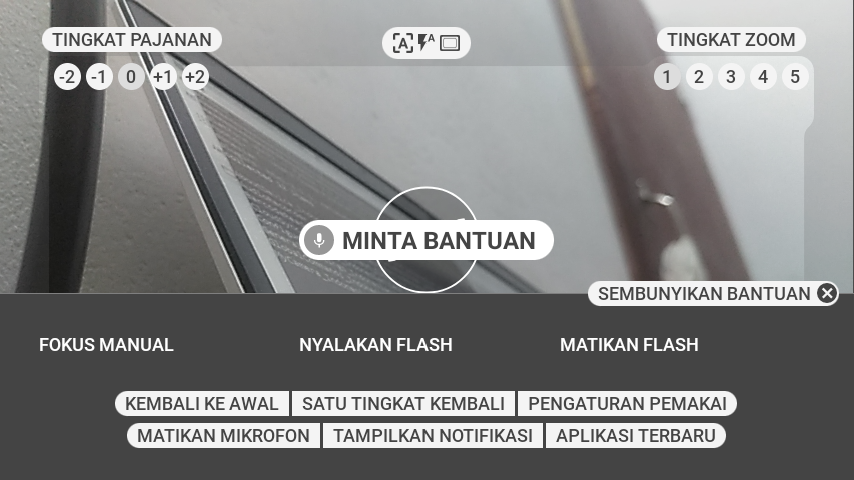 TINGKAT PAJANAN
TINGKAT ZOOM
-2 -1 0 +1 +2
1 2 3 4 5
MINTA BANTUAN
SEMBUNYIKAN BANTUAN
FOKUS MANUAL
NYALAKAN FLASH
MATIKAN FLASH
KEMBALI KE AWAL
SATU TINGKAT KEMBALI
PENGATURAN PEMAKAI
MATIKAN MIKROFON
TAMPILKAN NOTIFIKASI
APLIKASI TERBARU